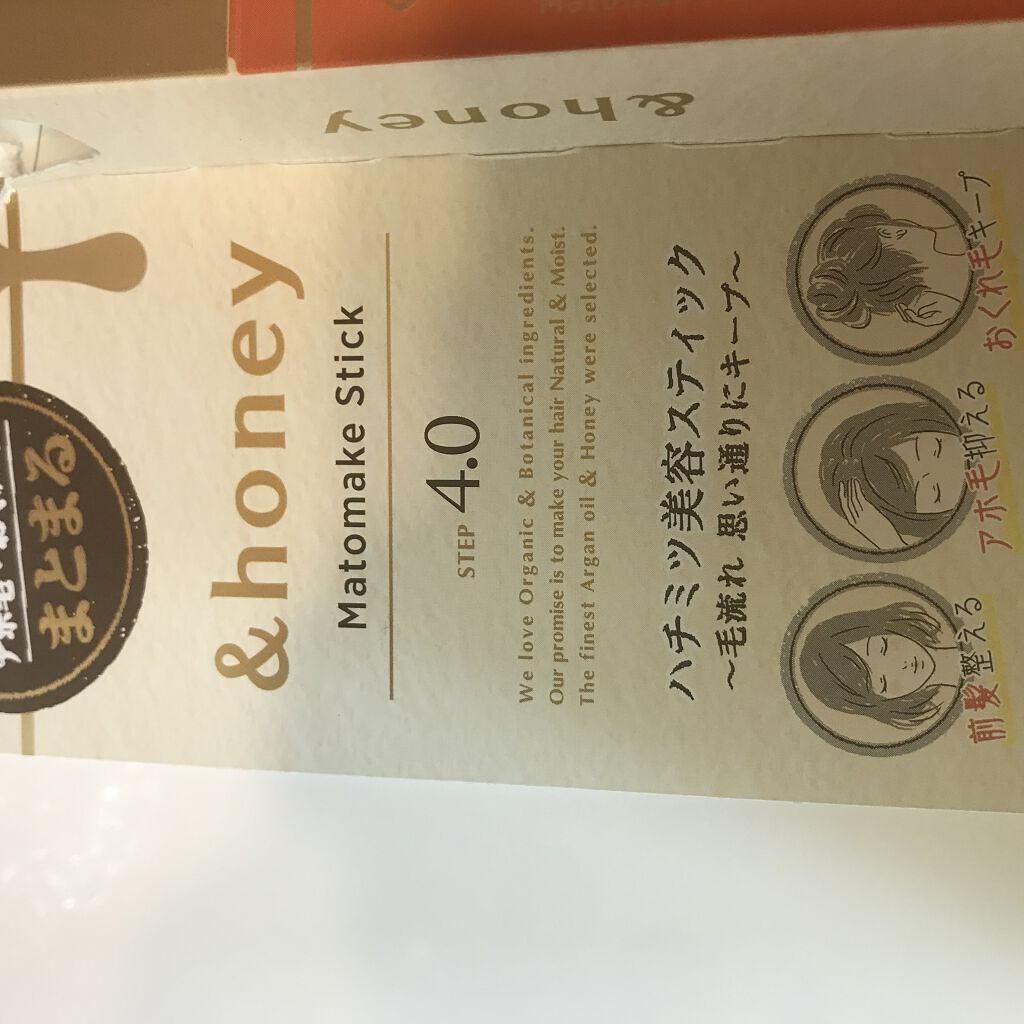 まとまる
&honey
Matomake Stick
STEP 4.0
We love Organic & Botanical ingredients.
Our promise is to make your hair Natural & Moist.
The finest Argan oil & Honey were selected.
ハチミツ美容スティック
〜毛流れ 思い通りにキープ〜
前髪整える
アホ毛抑える
おくれ毛キープ
&honey